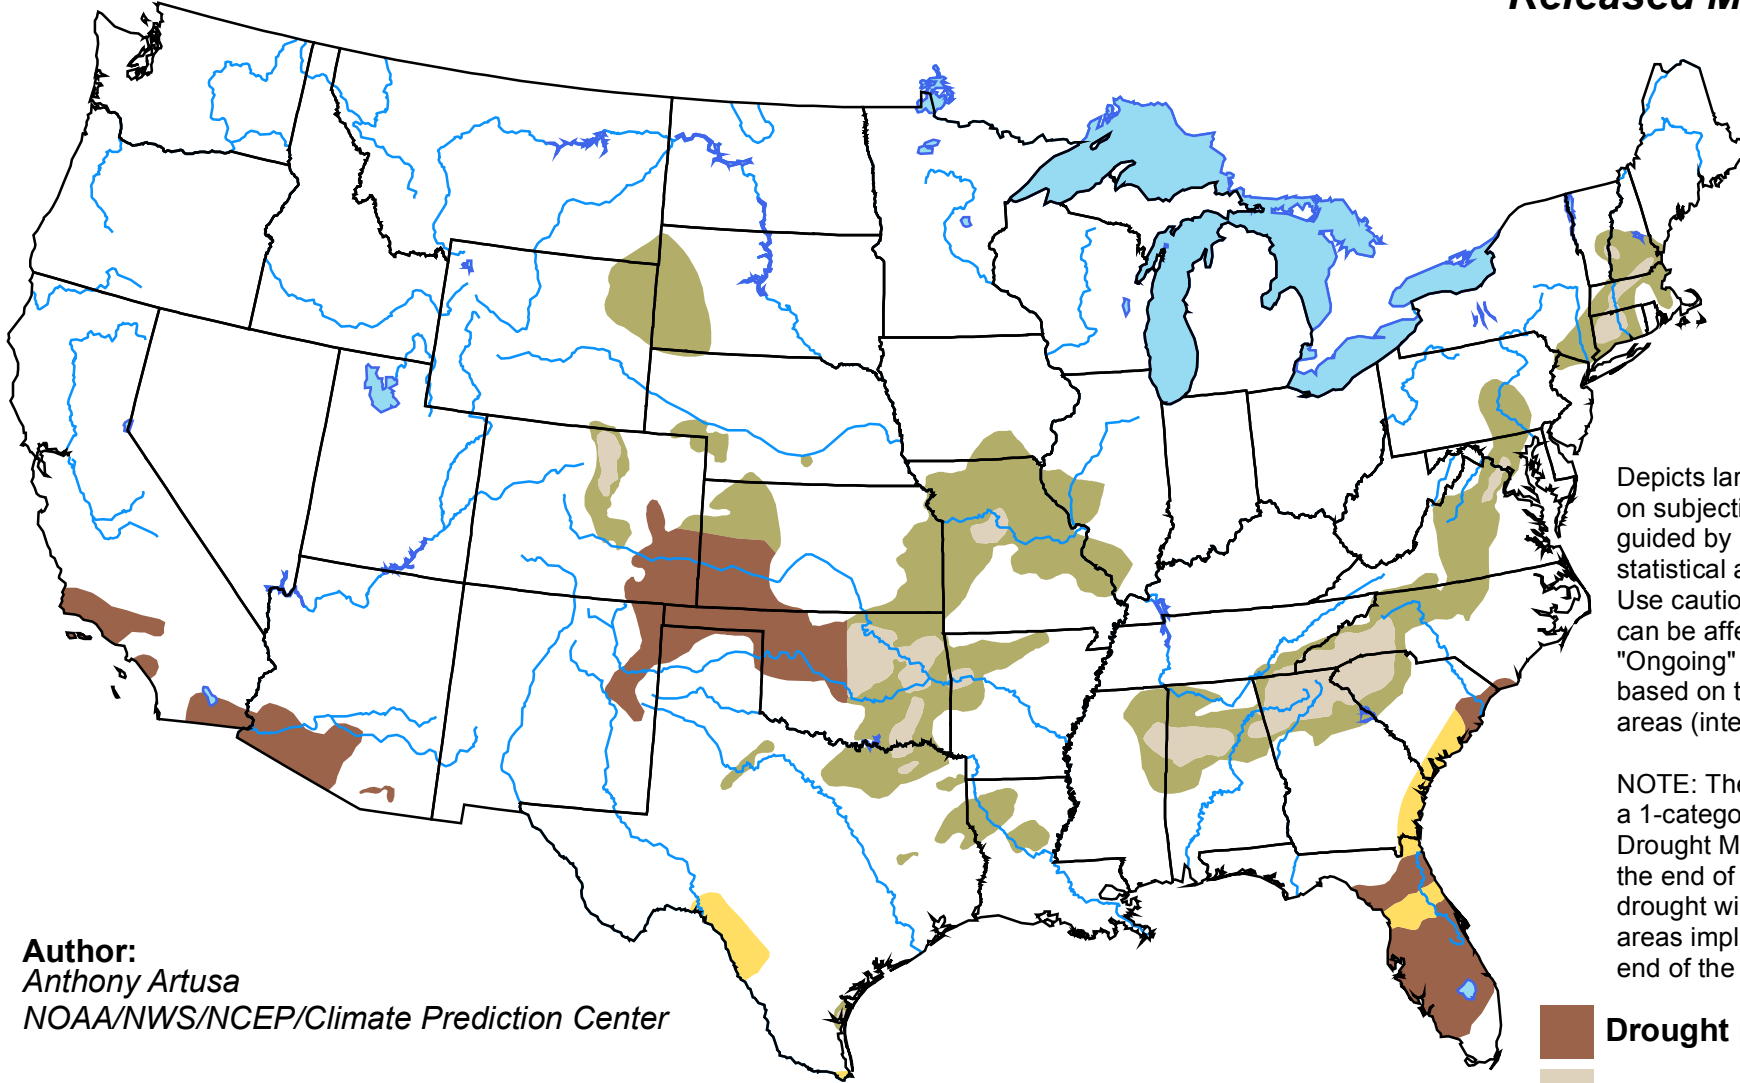 Released M
Depicts lar
on subjecti
guided by
statistical a
Use cautio
can be affe
"Ongoing"
based on t
areas (inte
NOTE: The
a 1-catego
Drought M
the end of
drought wi
areas impl
end of the
Author:
Anthony Artusa
NOAA/NWS/NCEP/Climate Prediction Center
Drought